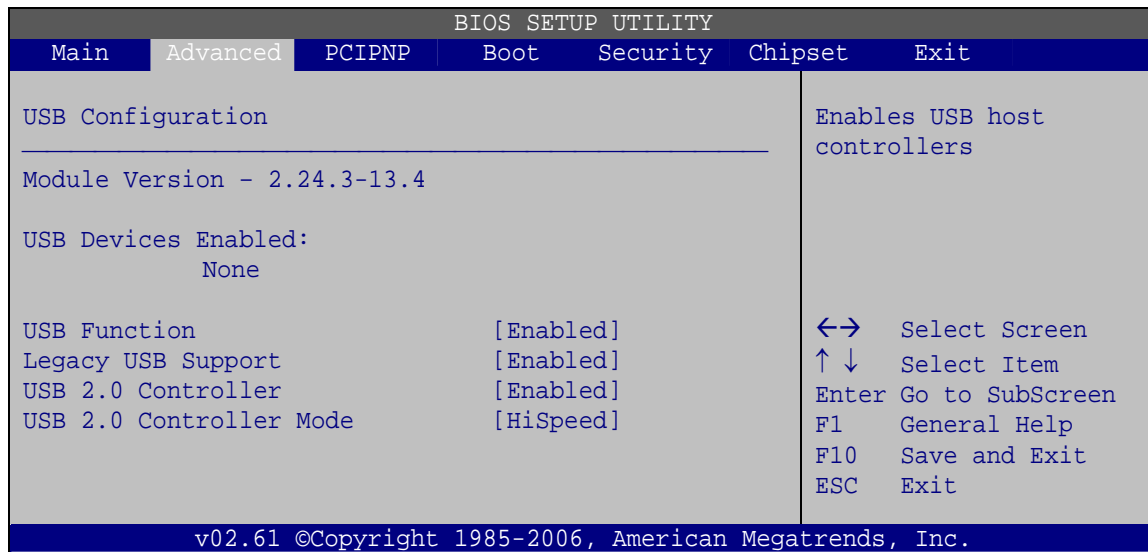 BIOS SETUP UTILITY
Main Advanced PCIPNP Boot Security Chipset Exit
USB Configuration
Module Version – 2.24.3-13.4
USB Devices Enabled:
None
USB Function [Enabled]
Legacy USB Support [Enabled]
USB 2.0 Controller [Enabled]
USB 2.0 Controller Mode [HiSpeed]
Enables USB host
controllers
←→ Select Screen
↑ ↓ Select Item
Enter Go to SubScreen
F1 General Help
F10 Save and Exit
ESC Exit
v02.61 ©Copyright 1985-2006, American Megatrends, Inc.